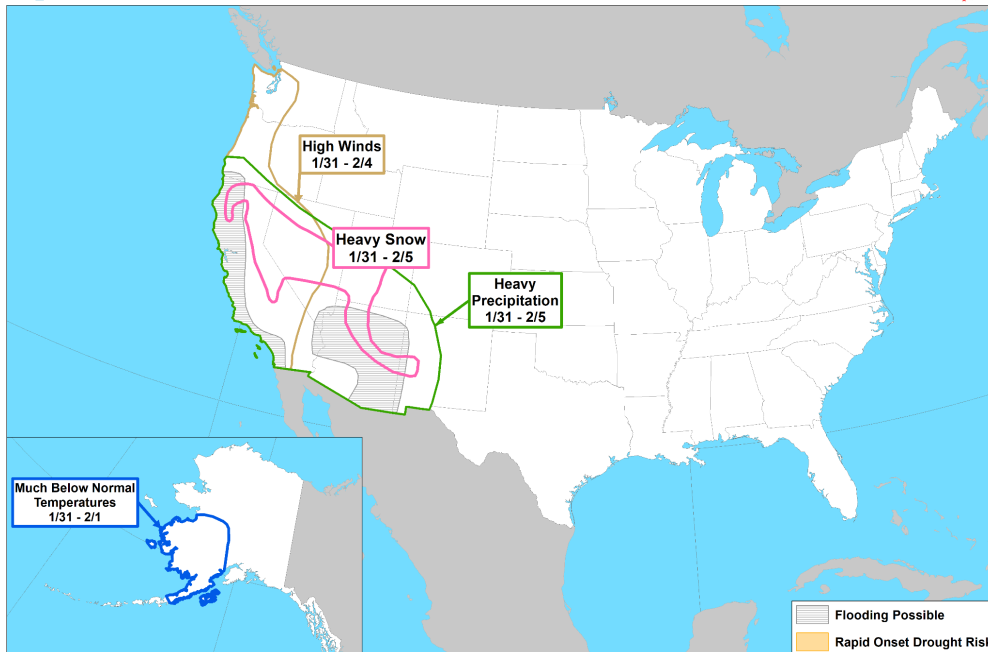 High Winds
1/31 - 2/4
Heavy Snow
1/31 - 2/5
Heavy
Precipitation
1/31 - 2/5
Much Below Normal
Temperatures
1/31 - 2/1
Flooding Possible
Rapid Onset Drought Risk